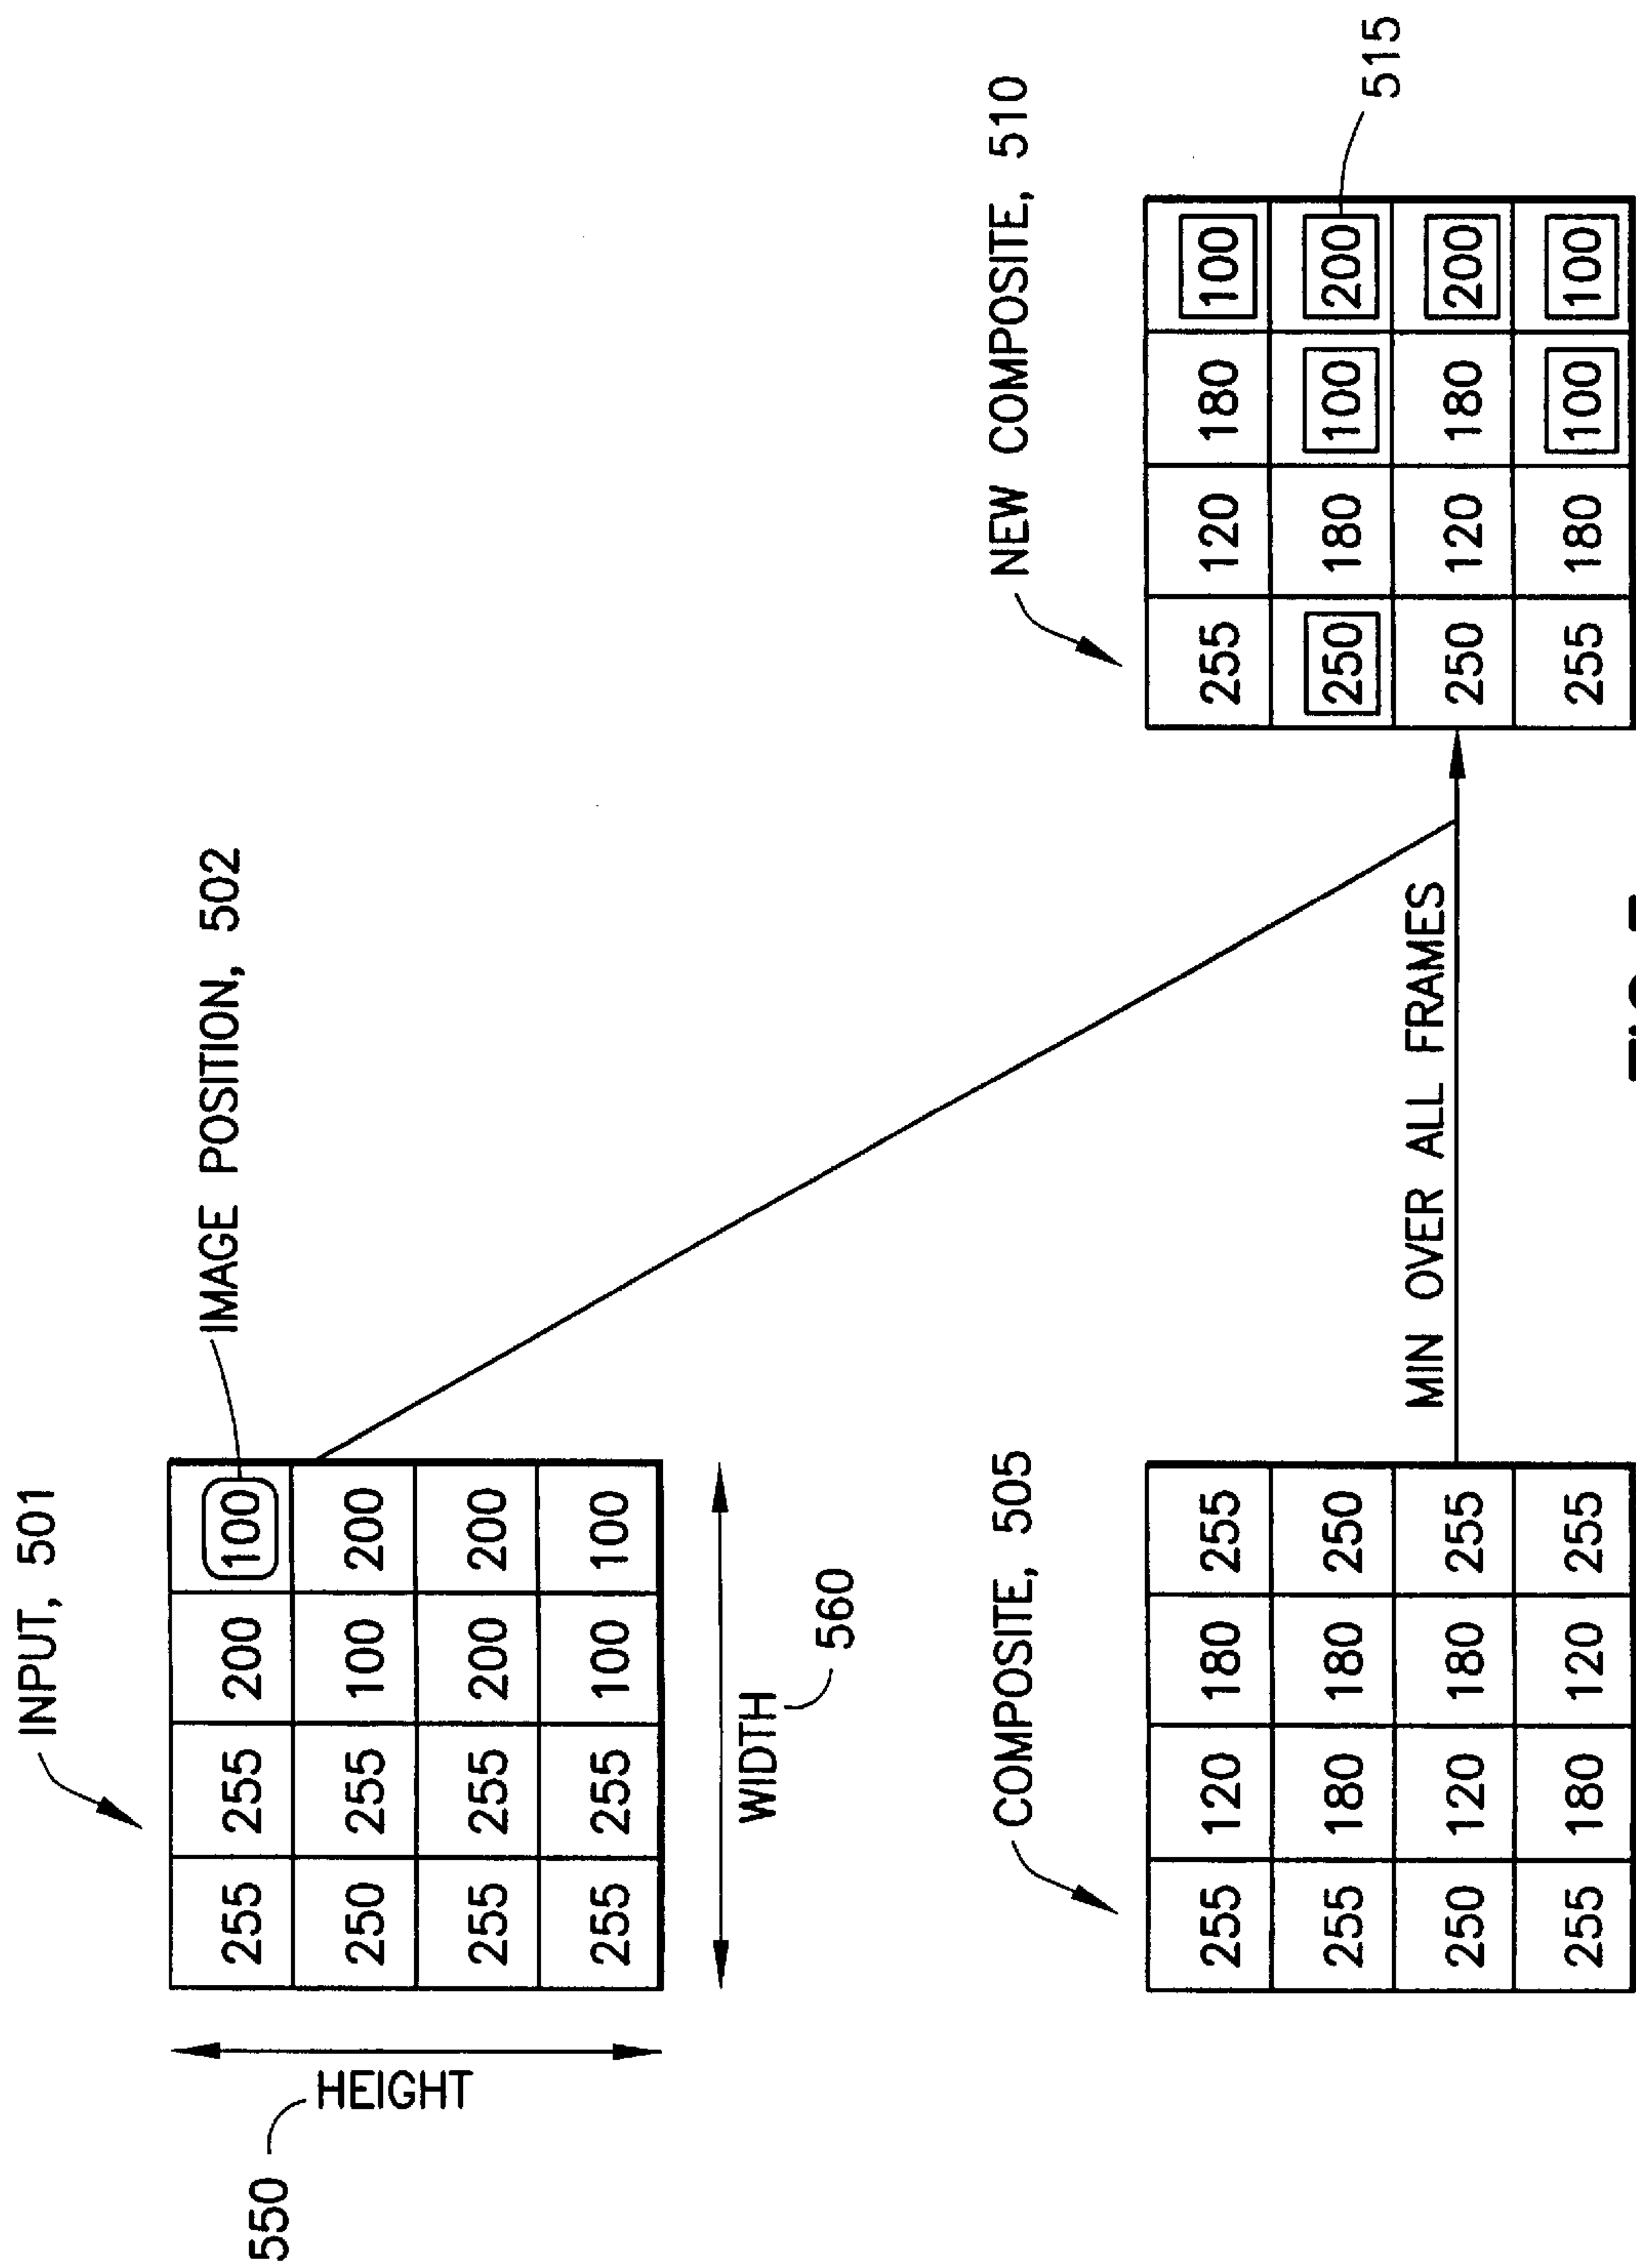 INPUT, 501
IMAGE POSITION, 502
255 255 200 100
250 255 100 200
255 255 200 200
255 255 100 100
550
HEIGHT
WIDTH
560
COMPOSITE, 505
255 120 180 255
255 180 180 250
250 120 180 255
255 180 120 255
MIN OVER ALL FRAMES
NEW COMPOSITE, 510
255 120 180 100
250 180 100 200
250 120 180 200
255 180 100 100
515